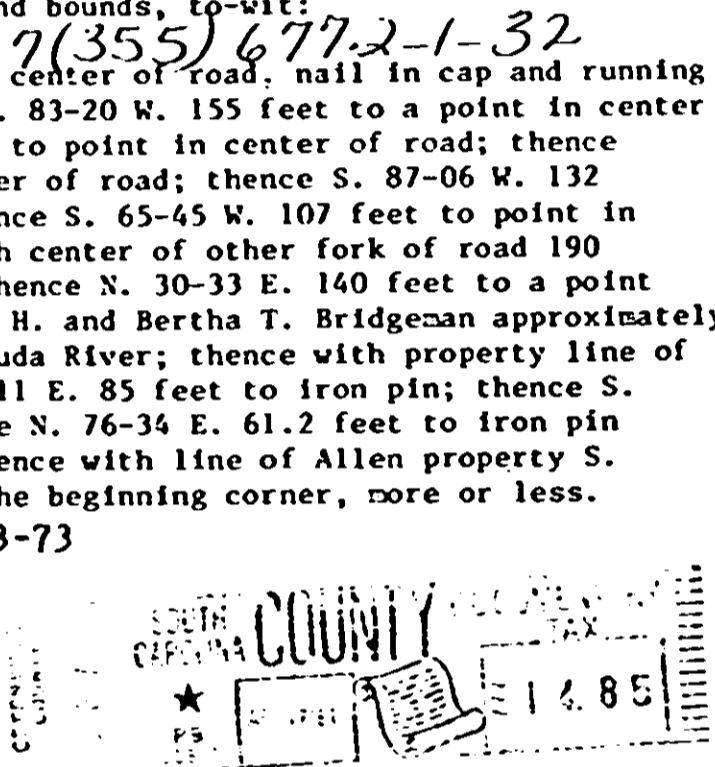 nd bounds, to-wit:
7(355) 677.2-1-32
center of road, nail in cap and running
. 83-20 W. 155 feet to a point in center
to point in center of road; thence
er of road; thence S. 87-06 W. 132
nce S. 65-45 W. 107 feet to point in
h center of other fork of road 190
hence N. 30-33 E. 140 feet to a point
H. and Bertha T. Bridgeman approximately
uda River; thence with property line of
ll E. 85 feet to iron pin; thence S.
e N. 76-34 E. 61.2 feet to iron pin
ence with line of Allen property S.
he beginning corner, more or less.
3-73
SOUTH
CAROLINA COUNTY
TAX